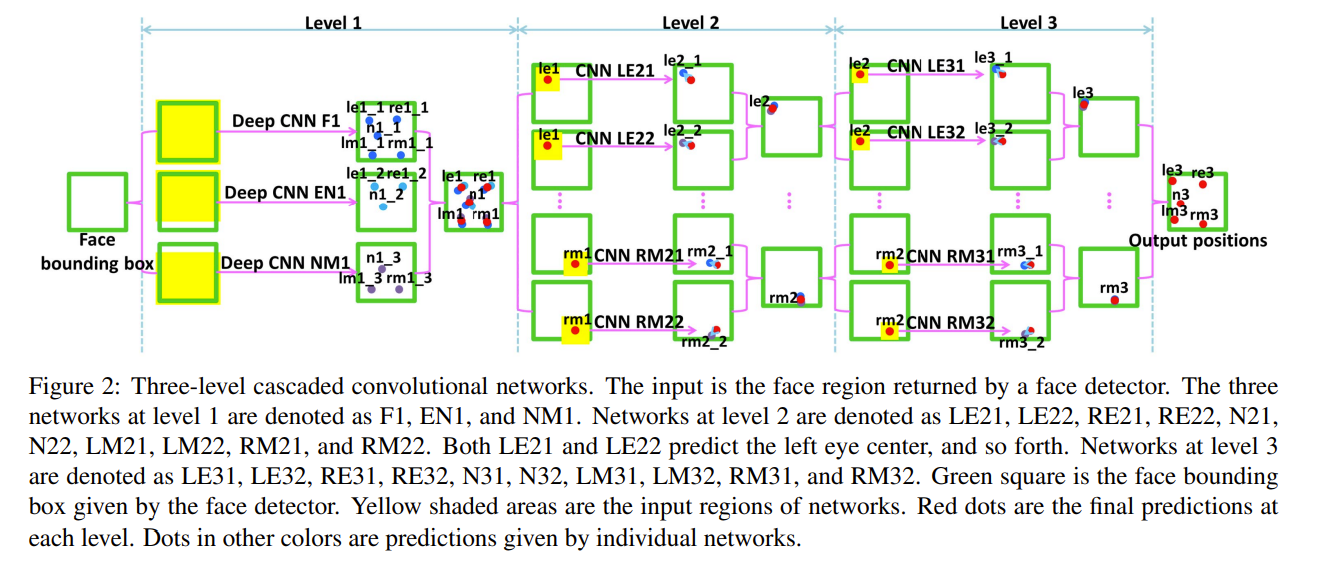 Level 1
Level 2
Level 3
Face
bounding box
Deep CNN F1
le1_1 re1_1
n1_1
lm1_1 rm1_1
Deep CNN EN1
le1_2 re1_2
n1_2
Deep CNN NM1
n1_3
lm1_3 rm1_3
le1 re1
n1
lm1 rm1
le1
CNN LE21
le2_1
le1
CNN LE22
le2_2
le2
rm1
CNN RM21
rm2_1
rm1
CNN RM22
rm2_2
rm2
le2
CNN LE31
le3_1
le2
CNN LE32
le3_2
le3
rm2
CNN RM31
rm3_1
rm2
CNN RM32
rm3_2
rm3
le3 re3
n3
lm3 rm3
Output positions
Figure 2: Three-level cascaded convolutional networks. The input is the face region returned by a face detector. The three
networks at level 1 are denoted as F1, EN1, and NM1. Networks at level 2 are denoted as LE21, LE22, RE21, RE22, N21,
N22, LM21, LM22, RM21, and RM22. Both LE21 and LE22 predict the left eye center, and so forth. Networks at level 3
are denoted as LE31, LE32, RE31, RE32, N31, N32, LM31, LM32, RM31, and RM32. Green square is the face bounding
box given by the face detector. Yellow shaded areas are the input regions of networks. Red dots are the final predictions at
each level. Dots in other colors are predictions given by individual networks.